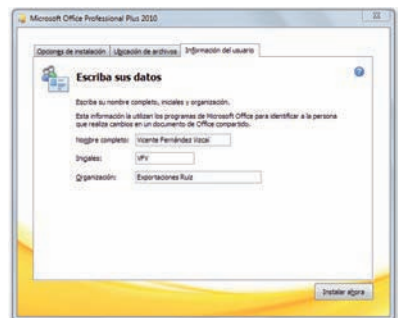 Microsoft Office Professional Plus 2010
Opciones de instalación
Ubicación de archivos
Información del usuario
Escriba sus datos
Escriba su nombre completo, iniciales y organización.
Esta información la utilizan los programas de Microsoft Office para identificar a la persona
que realiza cambios en un documento de Office compartido.
Nombre completo: Vicente Fernández Vizcai
Iniciales: VFV
Organización: Exportaciones Ruiz
Instalar ahora